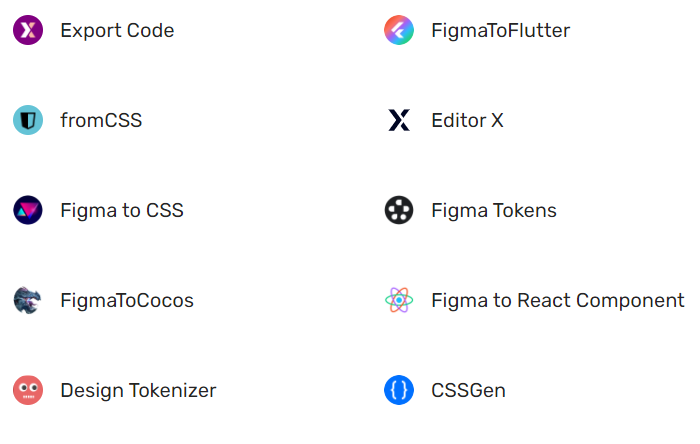 Export Code
FigmaToFlutter
fromCSS
Editor X
Figma to CSS
Figma Tokens
FigmaToCocos
Figma to React Component
Design Tokenizer
CSSGen